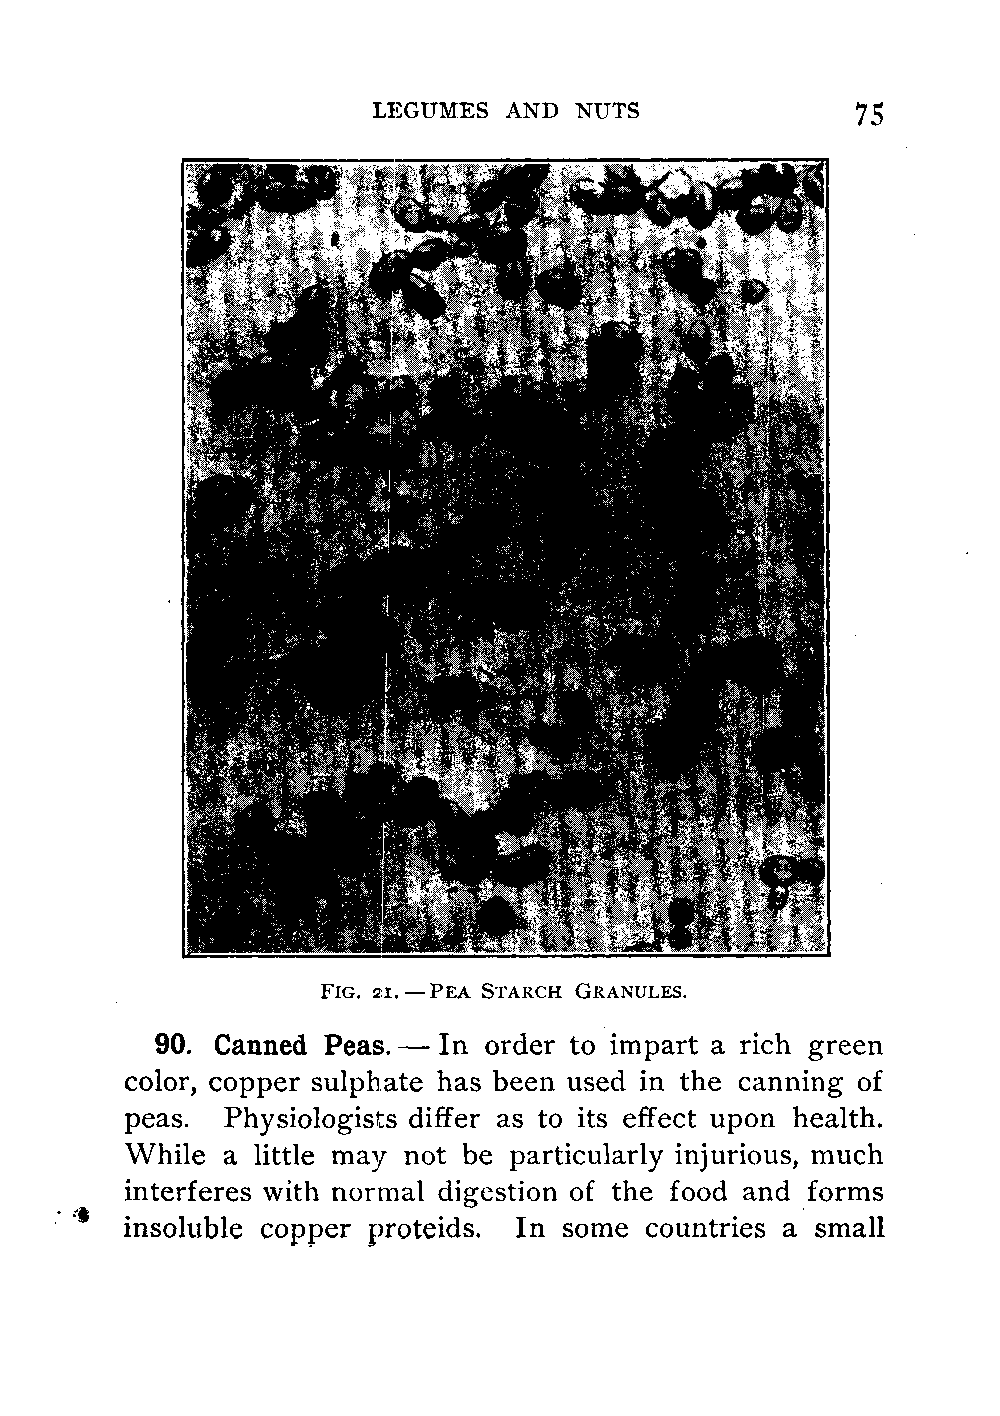 LEGUMES AND NUTS 75
FIG. 21.—PEA STARCH GRANULES.
90. Canned Peas.— In order to impart a rich green
color, copper sulphate has been used in the canning of
peas. Physiologists differ as to its effect upon health.
While a little may not be particularly injurious, much
interferes with normal digestion of the food and forms
insoluble copper proteids. In some countries a small